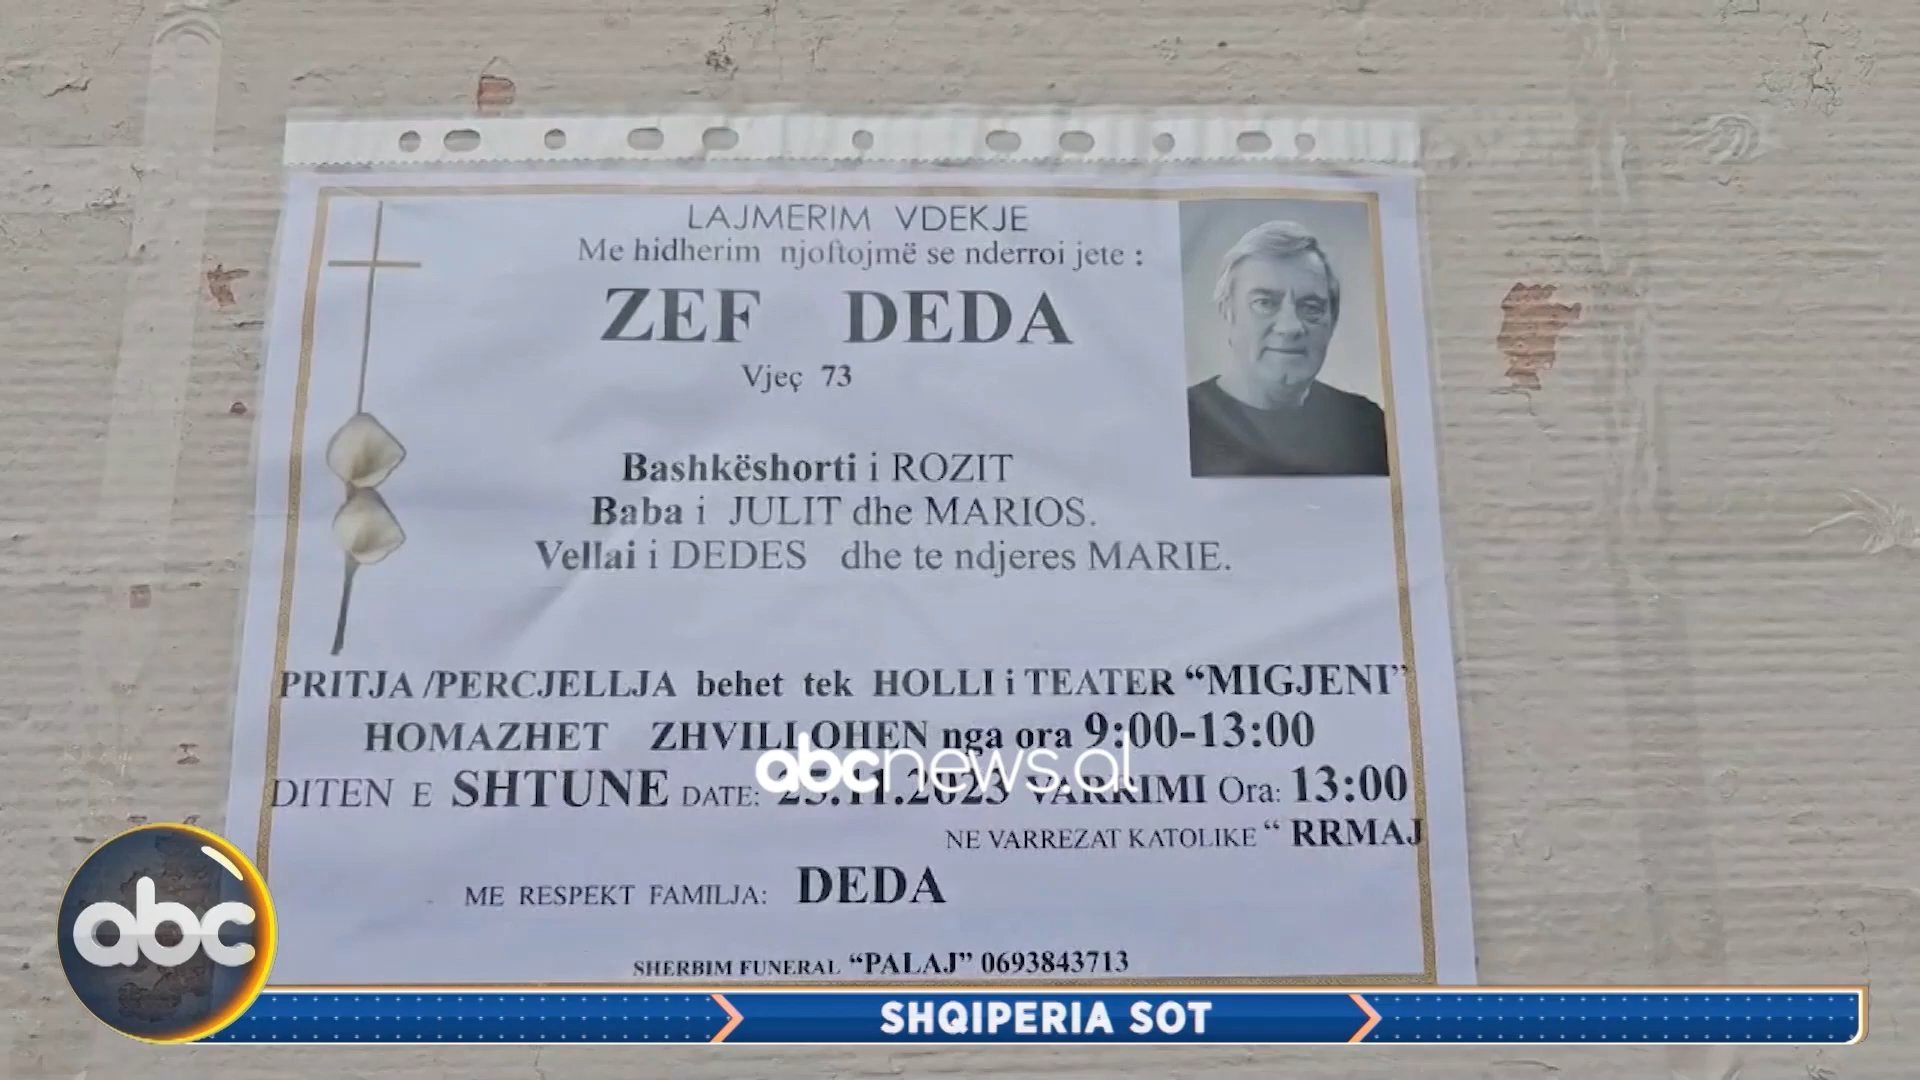 LAJMERIM VDEKJE
Me hidherim njoftojmë se nderroi jete :
ZEF DEDA
Vjeç 73
Bashkëshorti i ROZIT
Baba i JULIT dhe MARIOS.
Vellai i DEDES dhe te ndjeres MARIE.
PRITJA /PERCJELLJA behet tek HOLLI i TEATER “MIGJENI”
HOMAZHET ZHVILLOHEN nga ora 9:00-13:00
abcnews.al
DITEN E SHTUNE DATE: 25.11.2023 VARRIMI Ora: 13:00
NE VARREZAT KATOLIKE “ RRMAJ
ME RESPEKT FAMILJA: DEDA
SHERBIM FUNERAL “PALAJ” 0693843713
abc
SHQIPERIA SOT